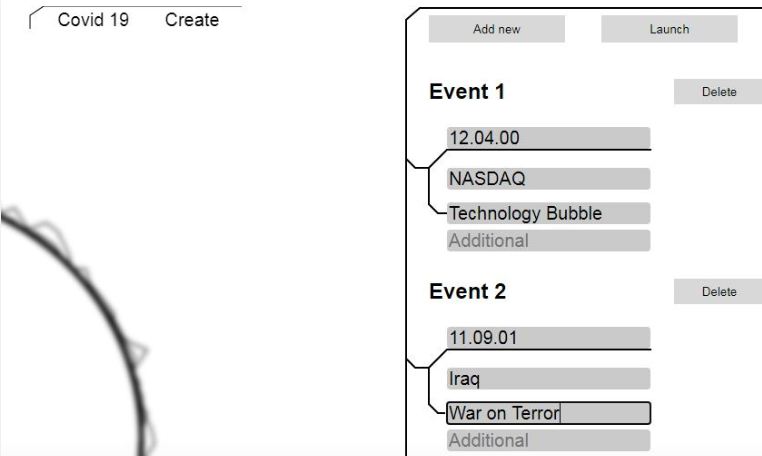 Covid 19 Create
Add new Launch
Event 1 Delete
12.04.00
NASDAQ
Technology Bubble
Additional
Event 2 Delete
11.09.01
Iraq
War on Terror
Additional